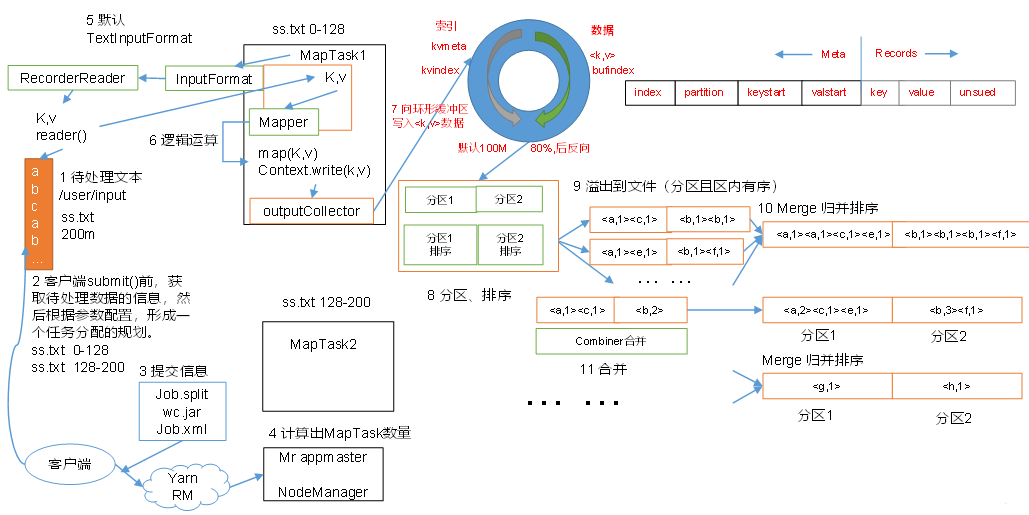 5 默认
TextInputFormat
ss.txt 0-128
MapTask1
RecorderReader
InputFormat
K,v
K,v
reader()
Mapper
6 逻辑运算
map(K,v)
Context.write(k,v)
outputCollector
a
b
c
a
b
...
1 待处理文本
/user/input
ss.txt
200m
2 客户端submit()前，获
取待处理数据的信息，然
后根据参数配置，形成一
个任务分配的规划。
ss.txt 0-128
ss.txt 128-200
3 提交信息
Job.split
wc.jar
Job.xml
客户端
Yarn
RM
4 计算出MapTask数量
Mr appmaster
NodeManager
ss.txt 128-200
MapTask2
索引
kvmeta
kvindex
数据
<k,v>
bufindex
7 向环形缓冲区
写入<k,v>数据
默认100M
80%,后反向
Meta
Records
index
partition
keystart
valstart
key
value
unsued
分区1
分区2
分区1
排序
分区2
排序
8 分区、排序
9 溢出到文件（分区且区内有序）
<a,1><c,1>
<b,1><b,1>
<a,1><e,1>
<b,1><f,1>
... ...
10 Merge 归并排序
<a,1><a,1><c,1><e,1>
<b,1><b,1><b,1><f,1>
<a,1><c,1>
<b,2>
Combiner合并
11 合并
<a,2><c,1><e,1>
<b,3><f,1>
分区1
分区2
Merge 归并排序
<g,1>
<h,1>
分区1
分区2
... ...